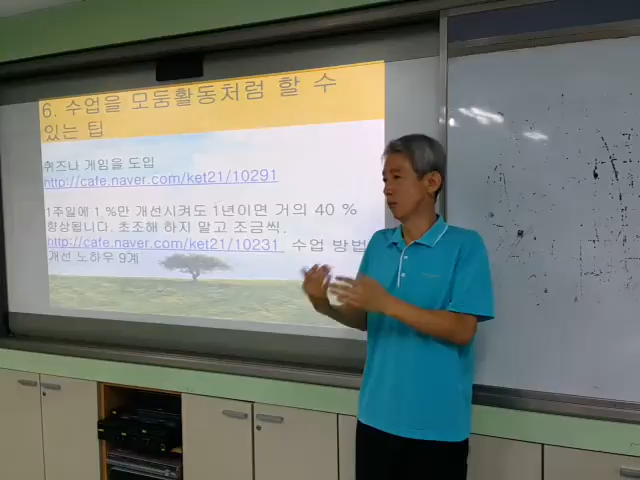 6. 수업을 모둠활동처럼 할 수
있는 팁
퀴즈나 게임을 도입
http://cafe.naver.com/ket21/10291
1주일에 1 %만 개선시켜도 1년이면 거의 40 %
향상됩니다. 초조해 하지 말고 조금씩.
http://cafe.naver.com/ket21/10231 수업 방법
개선 노하우 9계